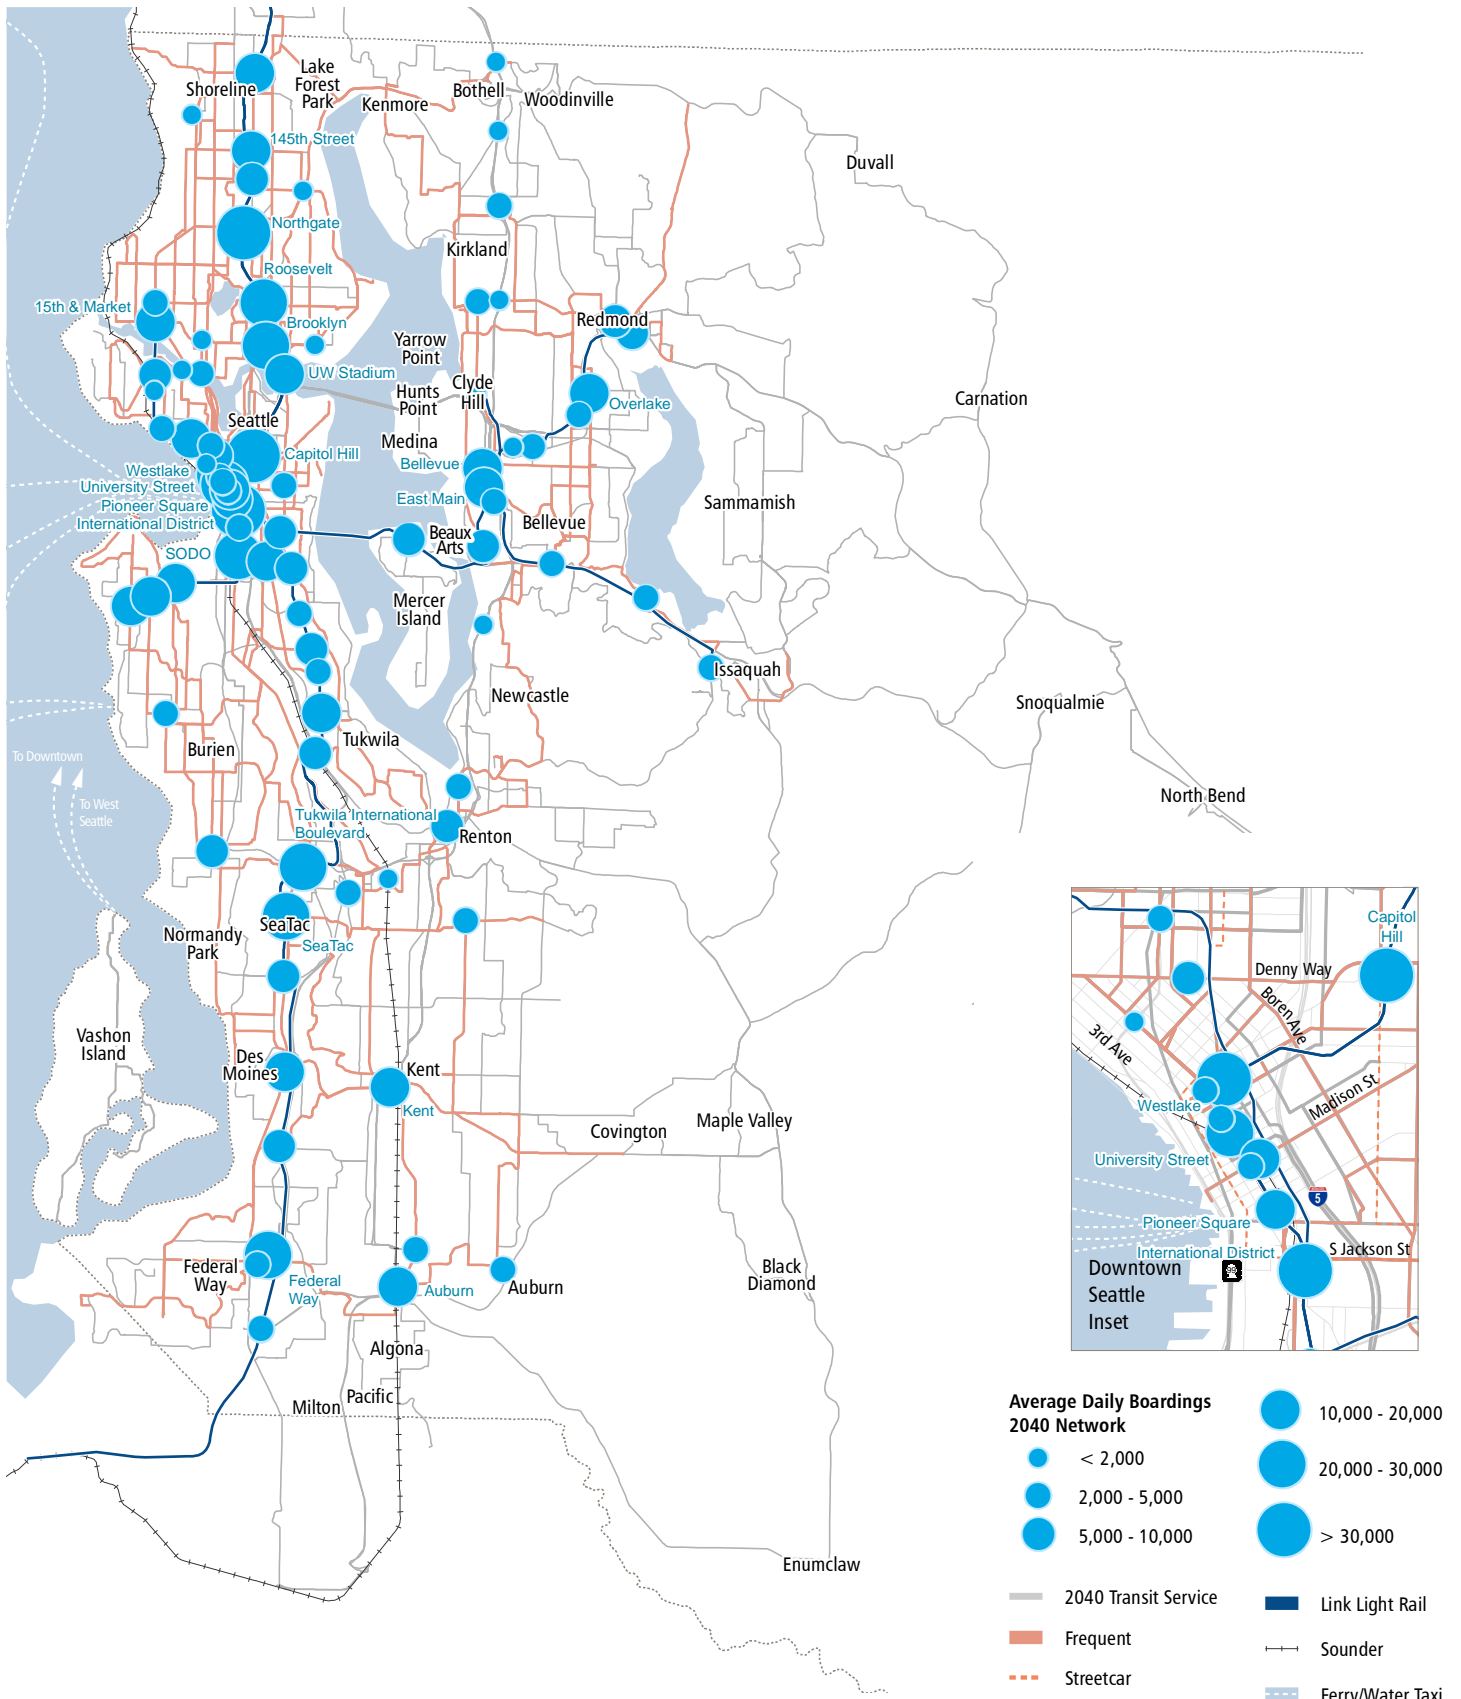 Lake
Forest
Park
Shoreline
Kenmore
Bothell
Woodinville
145th Street
Duvall
Northgate
Kirkland
Roosevelt
15th & Market
Brooklyn
Redmond
Yarrow
Point
UW Stadium
Hunts
Point
Clyde
Hill
Overlake
Carnation
Seattle
Medina
Capitol Hill
Bellevue
Westlake
University Street
East Main
Pioneer Square
International District
Sammamish
Bellevue
Beaux
Arts
SODO
Mercer
Island
Issaquah
Newcastle
Snoqualmie
Burien
Tukwila
To Downtown
To West
Seattle
North Bend
Tukwila International
Boulevard
Renton
SeaTac
SeaTac
Normandy
Park
Vashon
Island
Des
Moines
Kent
Kent
Covington
Maple Valley
Federal
Way
Federal
Way
Auburn
Auburn
Black
Diamond
Algona
Pacific
Milton
Enumclaw
Capitol
Hill
Denny Way
Boren Ave
3rd Ave
Madison St
Westlake
University Street
5
Pioneer Square
International District
S Jackson St
Downtown
Seattle
Inset
Average Daily Boardings
2040 Network
< 2,000
2,000 - 5,000
5,000 - 10,000
10,000 - 20,000
20,000 - 30,000
> 30,000
2040 Transit Service
Frequent
Streetcar
Link Light Rail
Sounder
Ferry/Water Taxi